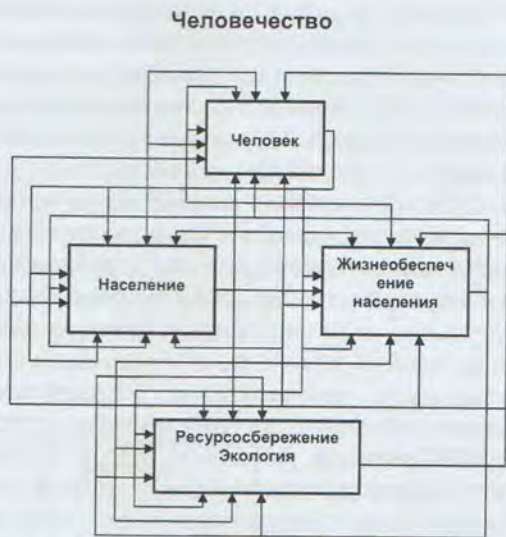 Человечество
Человек
Население
Жизнеобеспеч
ение
населения
Ресурсосбережение
Экология